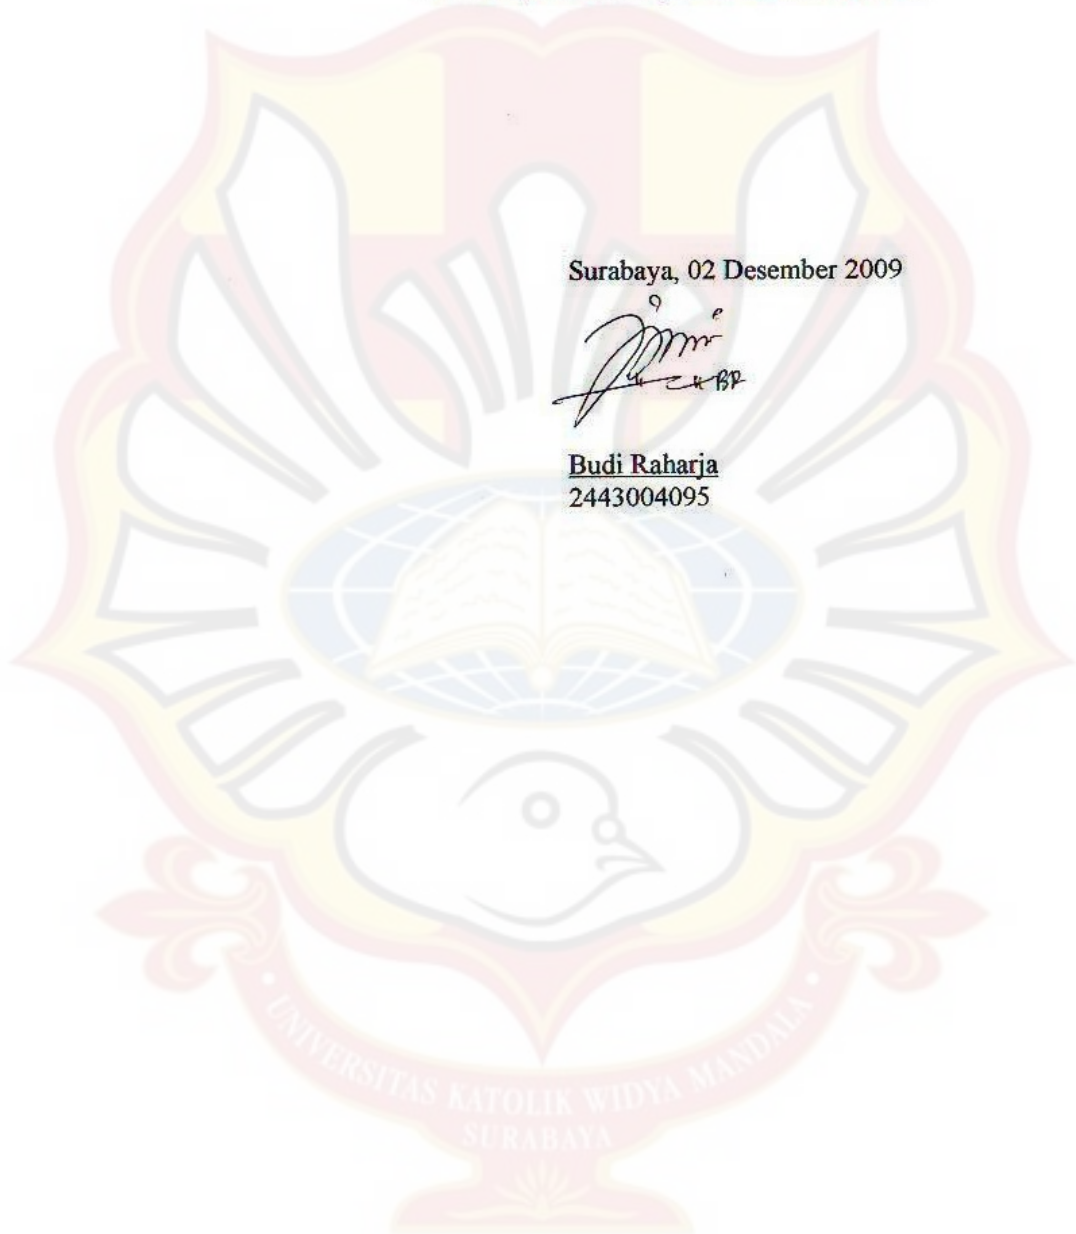 Surabaya, 02 Desember 2009
Budi Raharja
2443004095
UNIVERSITAS KATOLIK WIDYA MANDALA
SURABAYA